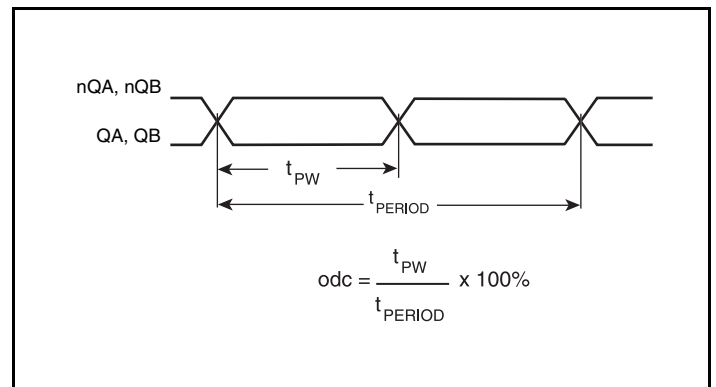 nQA, nQB
QA, QB
tPW
tPERIOD
odc = tPW / tPERIOD x 100%